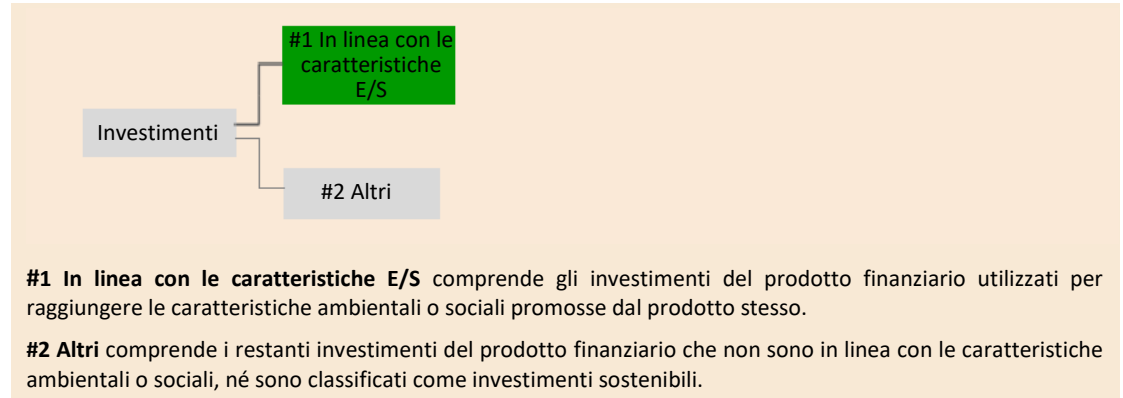 #1 In linea con le
caratteristiche
E/S
Investimenti
#2 Altri
#1 In linea con le caratteristiche E/S comprende gli investimenti del prodotto finanziario utilizzati per
raggiungere le caratteristiche ambientali o sociali promosse dal prodotto stesso.
#2 Altri comprende i restanti investimenti del prodotto finanziario che non sono in linea con le caratteristiche
ambientali o sociali, né sono classificati come investimenti sostenibili.